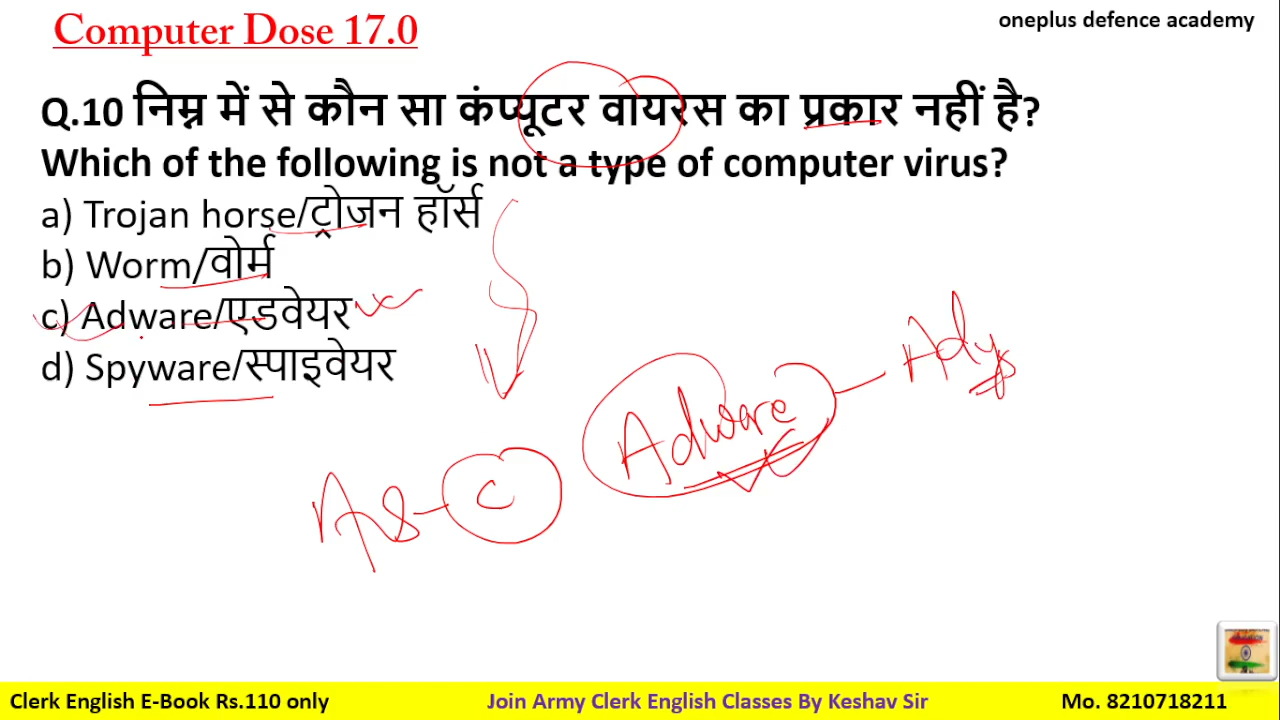 Computer Dose 17.0
oneplus defence academy
Q.10 निम्न में से कौन सा कंप्यूटर वायरस का प्रकार नहीं है?
Which of the following is not a type of computer virus?
a) Trojan horse/ट्रोजन हॉर्स
b) Worm/वोर्म
c) Adware/एडवेयर
d) Spyware/स्पाइवेयर
Adware - Ady
As - C
Clerk English E-Book Rs.110 only
Join Army Clerk English Classes By Keshav Sir
Mo. 8210718211